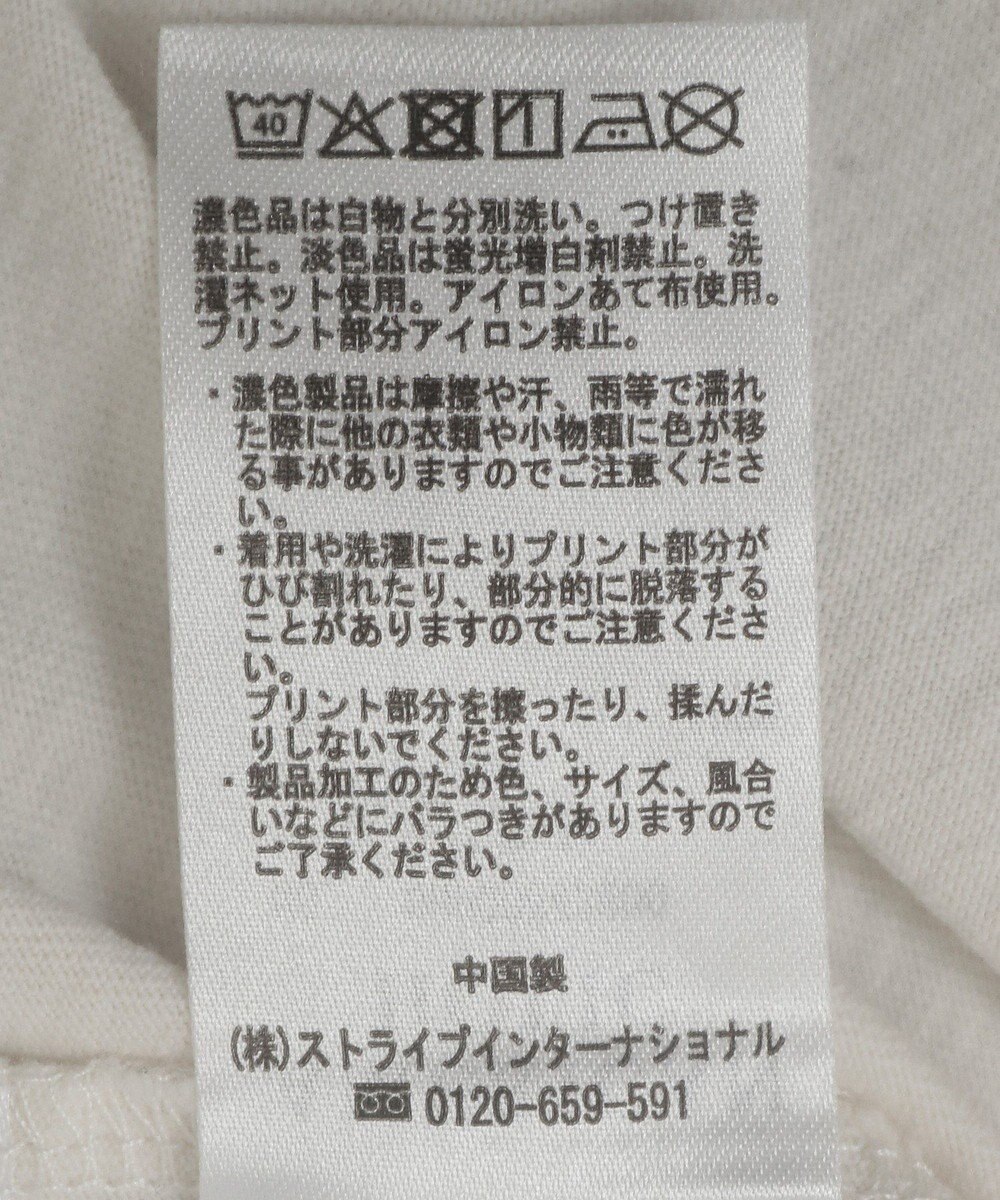 40
濃色品は白物と分別洗い。つけ置き
禁止。淡色品は蛍光増白剤禁止。洗
濯ネット使用。アイロンあて布使用。
プリント部分アイロン禁止。
・濃色製品は摩擦や汗、雨等で濡れ
た際に他の衣類や小物類に色が移
る事がありますのでご注意くださ
い。
・着用や洗濯によりプリント部分が
ひび割れたり、部分的に脱落する
ことがありますのでご注意くださ
い。
プリント部分を擦ったり、揉んだ
りしないでください。
・製品加工のため色、サイズ、風合
いなどにバラつきがありますので
ご了承ください。
中国製
(株)ストライプインターナショナル
0120-659-591